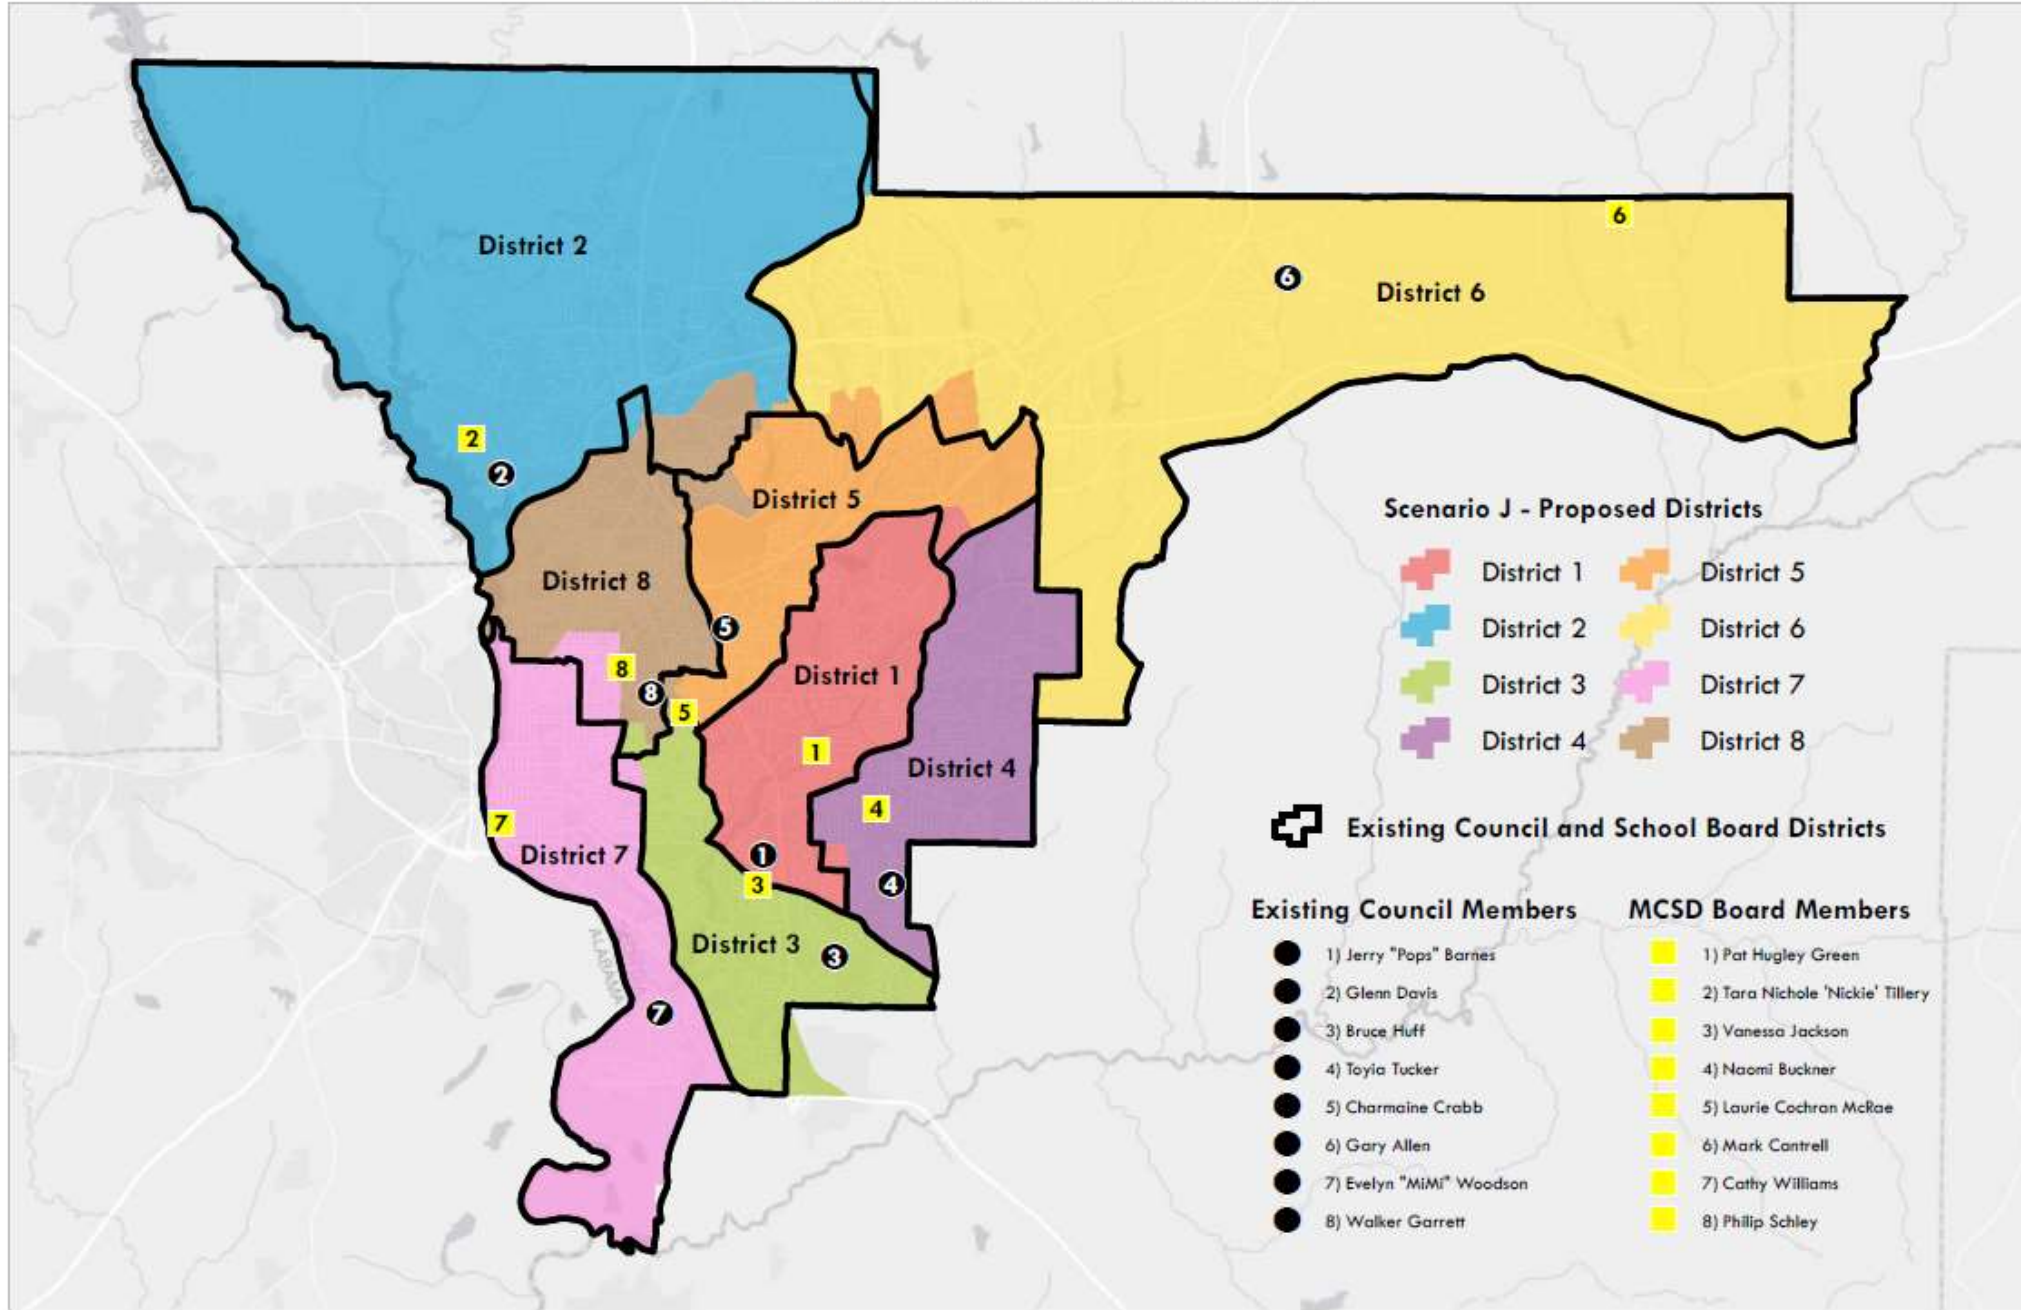 ALABAMA
District 2
6
6
District 6
2
2
District 5
District 8
5
8
8
5
District 1
1
District 4
4
7
District 7
1
3
4
District 3
3
ALABAMA
7
Scenario J - Proposed Districts
District 1
District 5
District 2
District 6
District 3
District 7
District 4
District 8
Existing Council and School Board Districts
Existing Council Members
1) Jerry "Pops" Barnes
2) Glenn Davis
3) Bruce Huff
4) Toyia Tucker
5) Charmaine Crabb
6) Gary Allen
7) Evelyn "MiMi" Woodson
8) Walker Garrett
MCSD Board Members
1) Pat Hugley Green
2) Tara Nichole 'Nickie' Tillery
3) Vanessa Jackson
4) Naomi Buckner
5) Laurie Cochran McRae
6) Mark Cantrell
7) Cathy Williams
8) Philip Schley